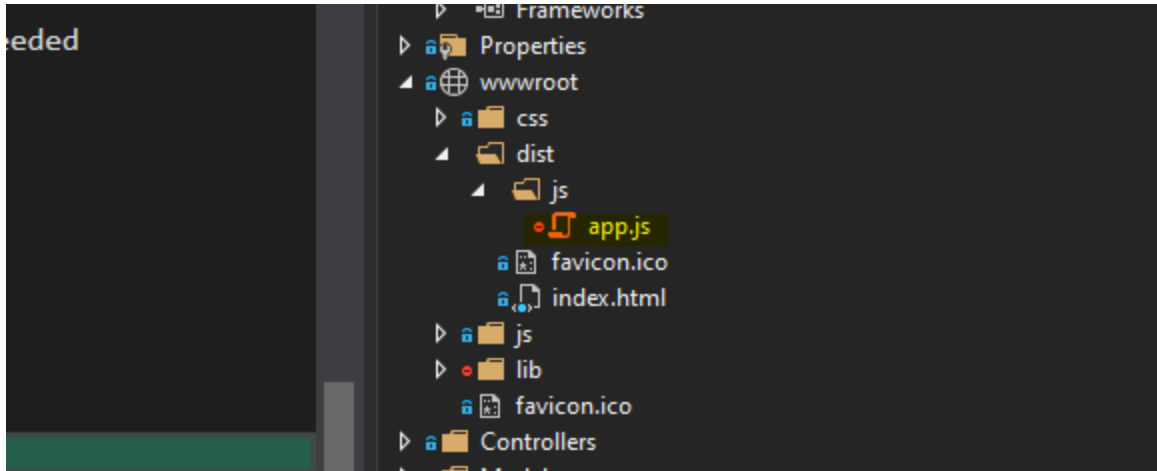 eeded
Frameworks
Properties
wwwroot
css
dist
js
app.js
favicon.ico
index.html
js
lib
favicon.ico
Controllers